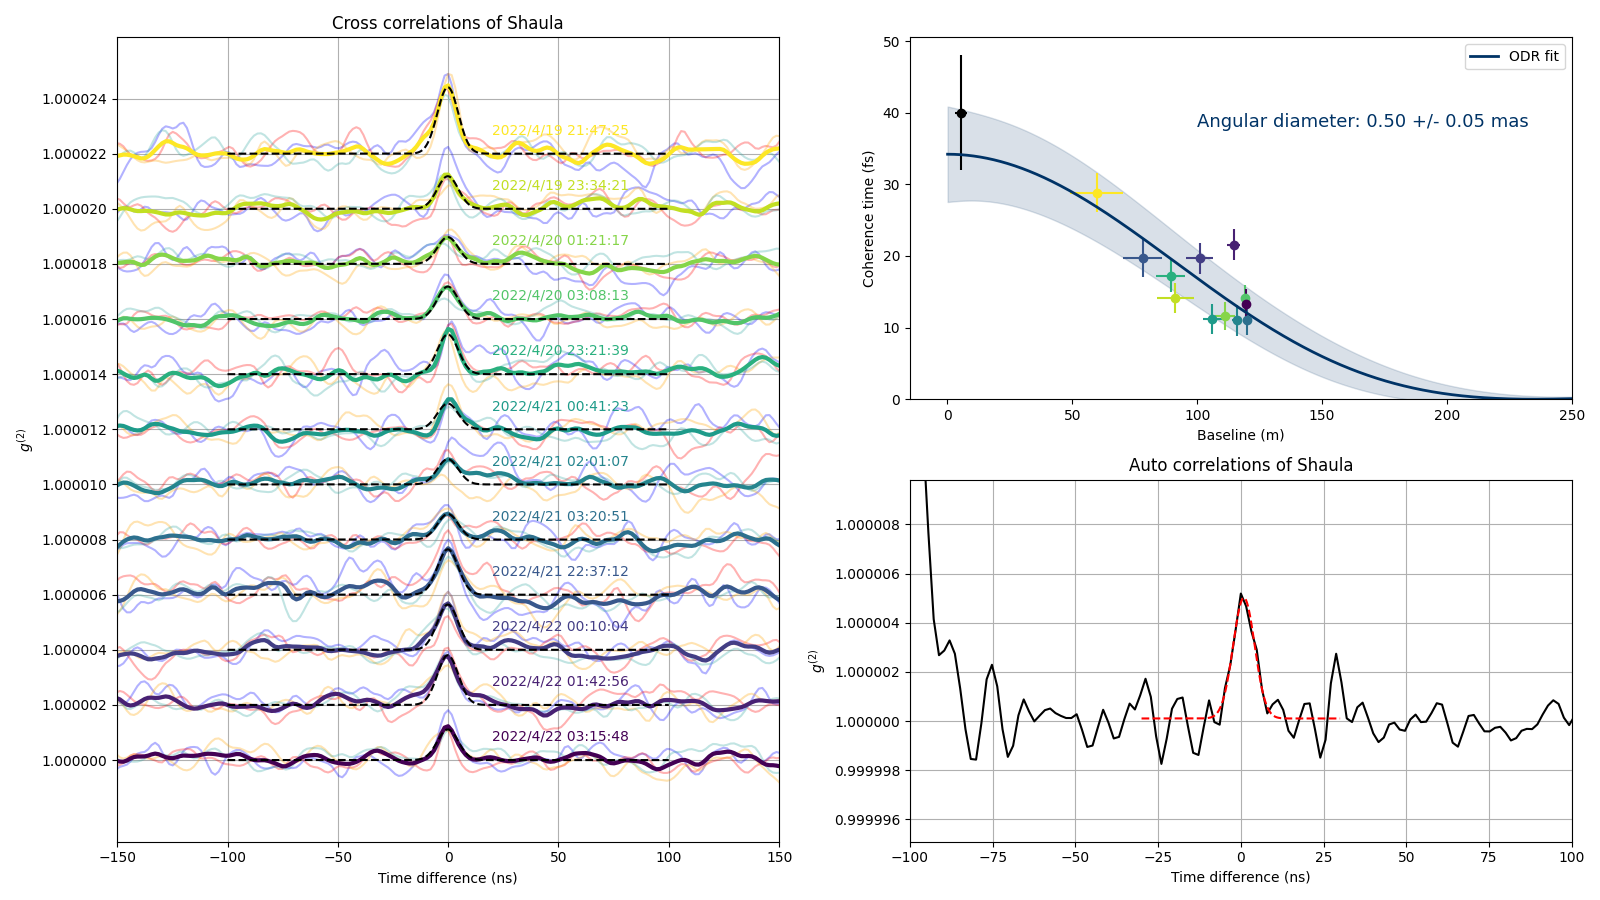 Cross correlations of Shaula
1.000024
1.000022
1.000020
1.000018
1.000016
1.000014
1.000012
1.000010
1.000008
1.000006
1.000004
1.000002
1.000000
g(2)
2022/4/19 21:47:25
2022/4/19 23:34:21
2022/4/20 01:21:17
2022/4/20 03:08:13
2022/4/20 23:21:39
2022/4/21 00:41:23
2022/4/21 02:01:07
2022/4/21 03:20:51
2022/4/21 22:37:12
2022/4/22 00:10:04
2022/4/22 01:42:56
2022/4/22 03:15:48
−150 −100 −50 0 50 100 150
Time difference (ns)
50
40
30
20
10
0
Coherence time (fs)
ODR fit
Angular diameter: 0.50 +/- 0.05 mas
0 50 100 150 200 250
Baseline (m)
Auto correlations of Shaula
1.000008
1.000006
1.000004
1.000002
1.000000
0.999998
0.999996
g(2)
−100 −75 −50 −25 0 25 50 75 100
Time difference (ns)